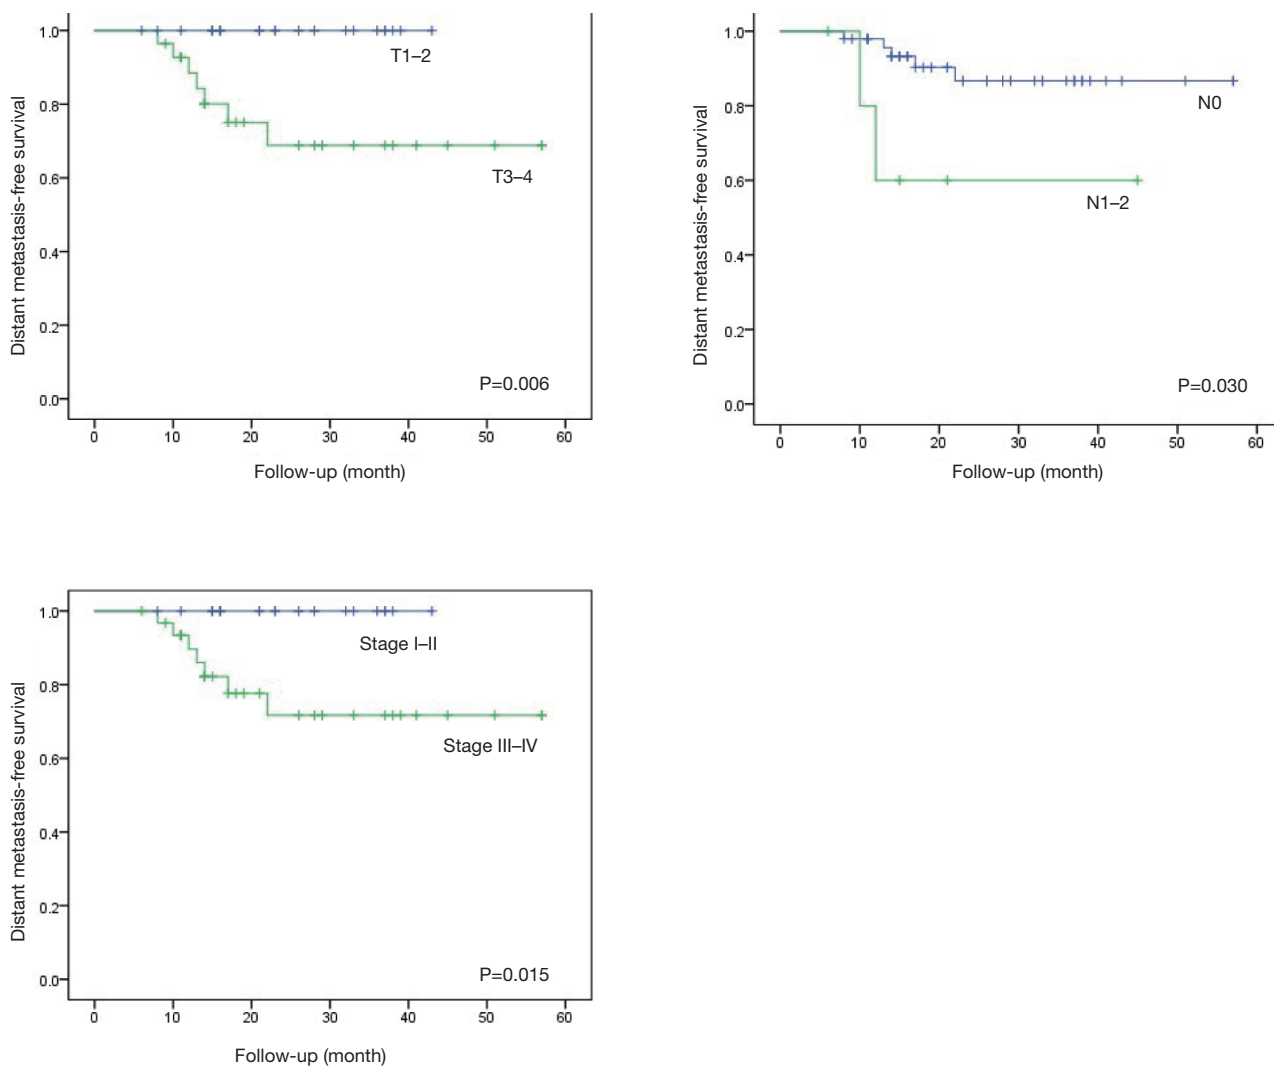 Distant metastasis-free survival
1.0
0.8
0.6
0.4
0.2
0.0
T1–2
T3–4
P=0.006
0 10 20 30 40 50 60
Follow-up (month)
Distant metastasis-free survival
1.0
0.8
0.6
0.4
0.2
0.0
N0
N1–2
P=0.030
0 10 20 30 40 50 60
Follow-up (month)
Distant metastasis-free survival
1.0
0.8
0.6
0.4
0.2
0.0
Stage I–II
Stage III–IV
P=0.015
0 10 20 30 40 50 60
Follow-up (month)